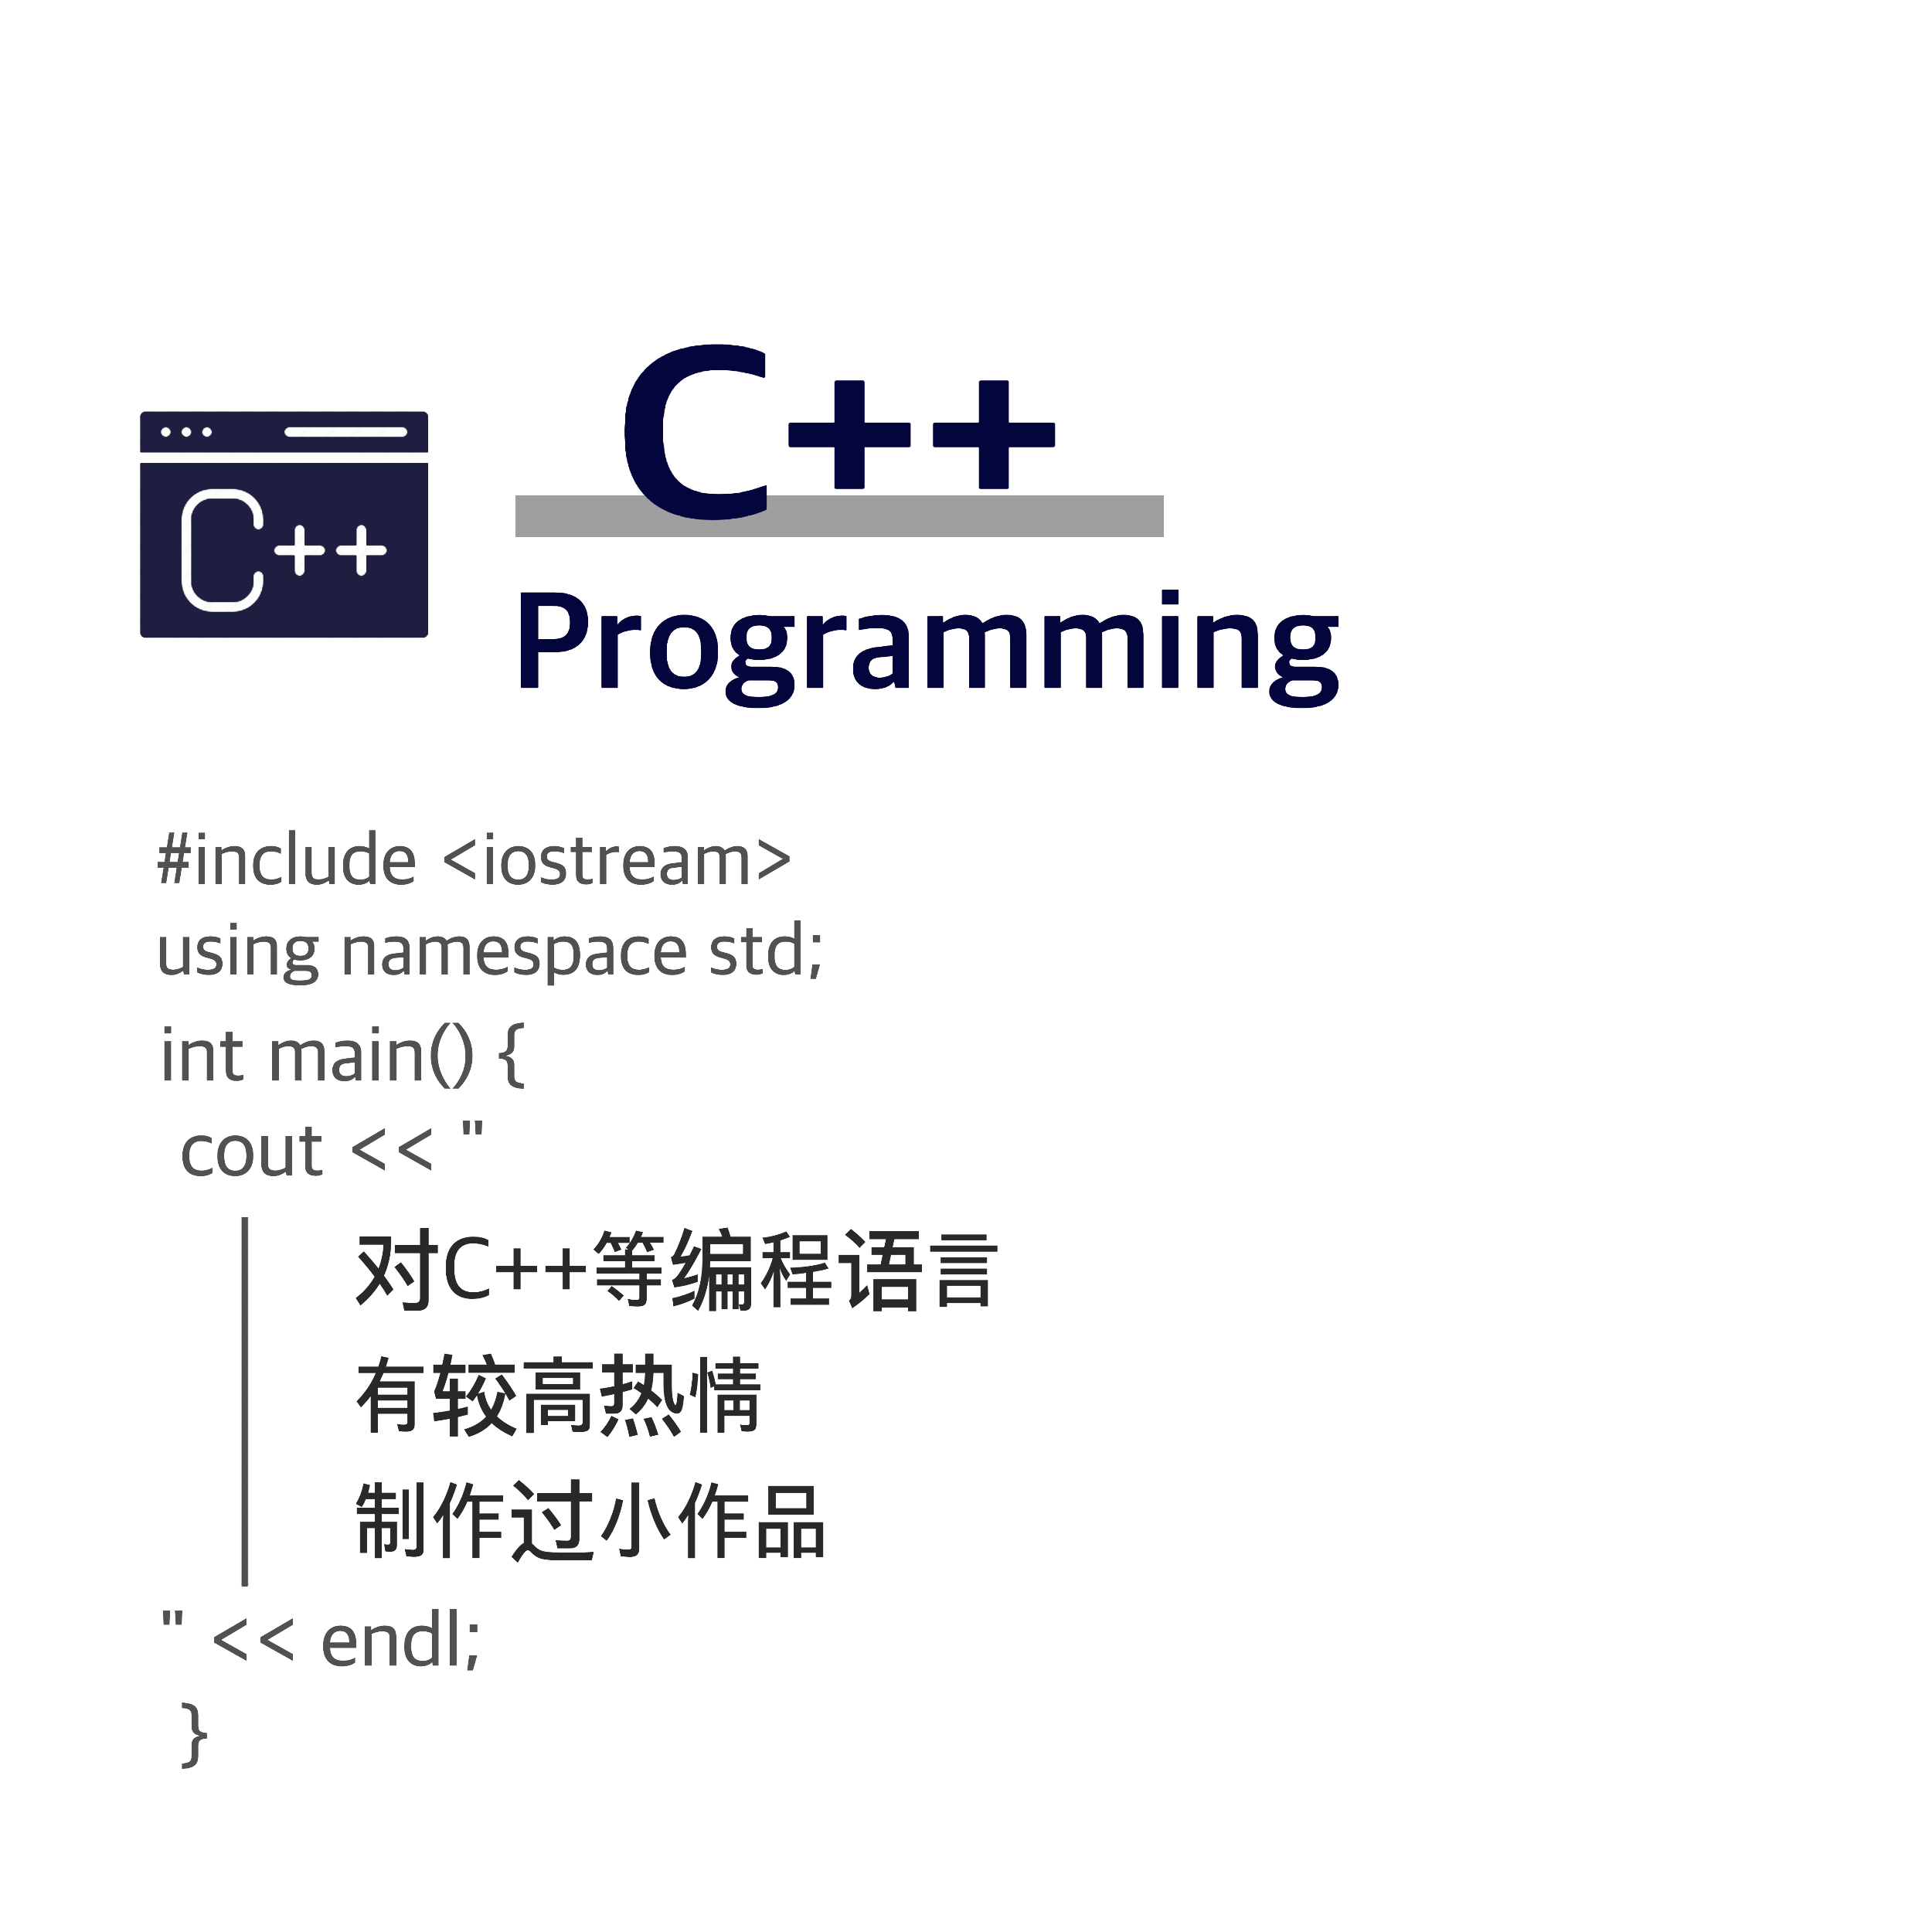 C++
C++
Programming
#include <iostream>
using namespace std;
int main() {
cout << "
对C++等编程语言
有较高热情
制作过小作品
" << endl;
}